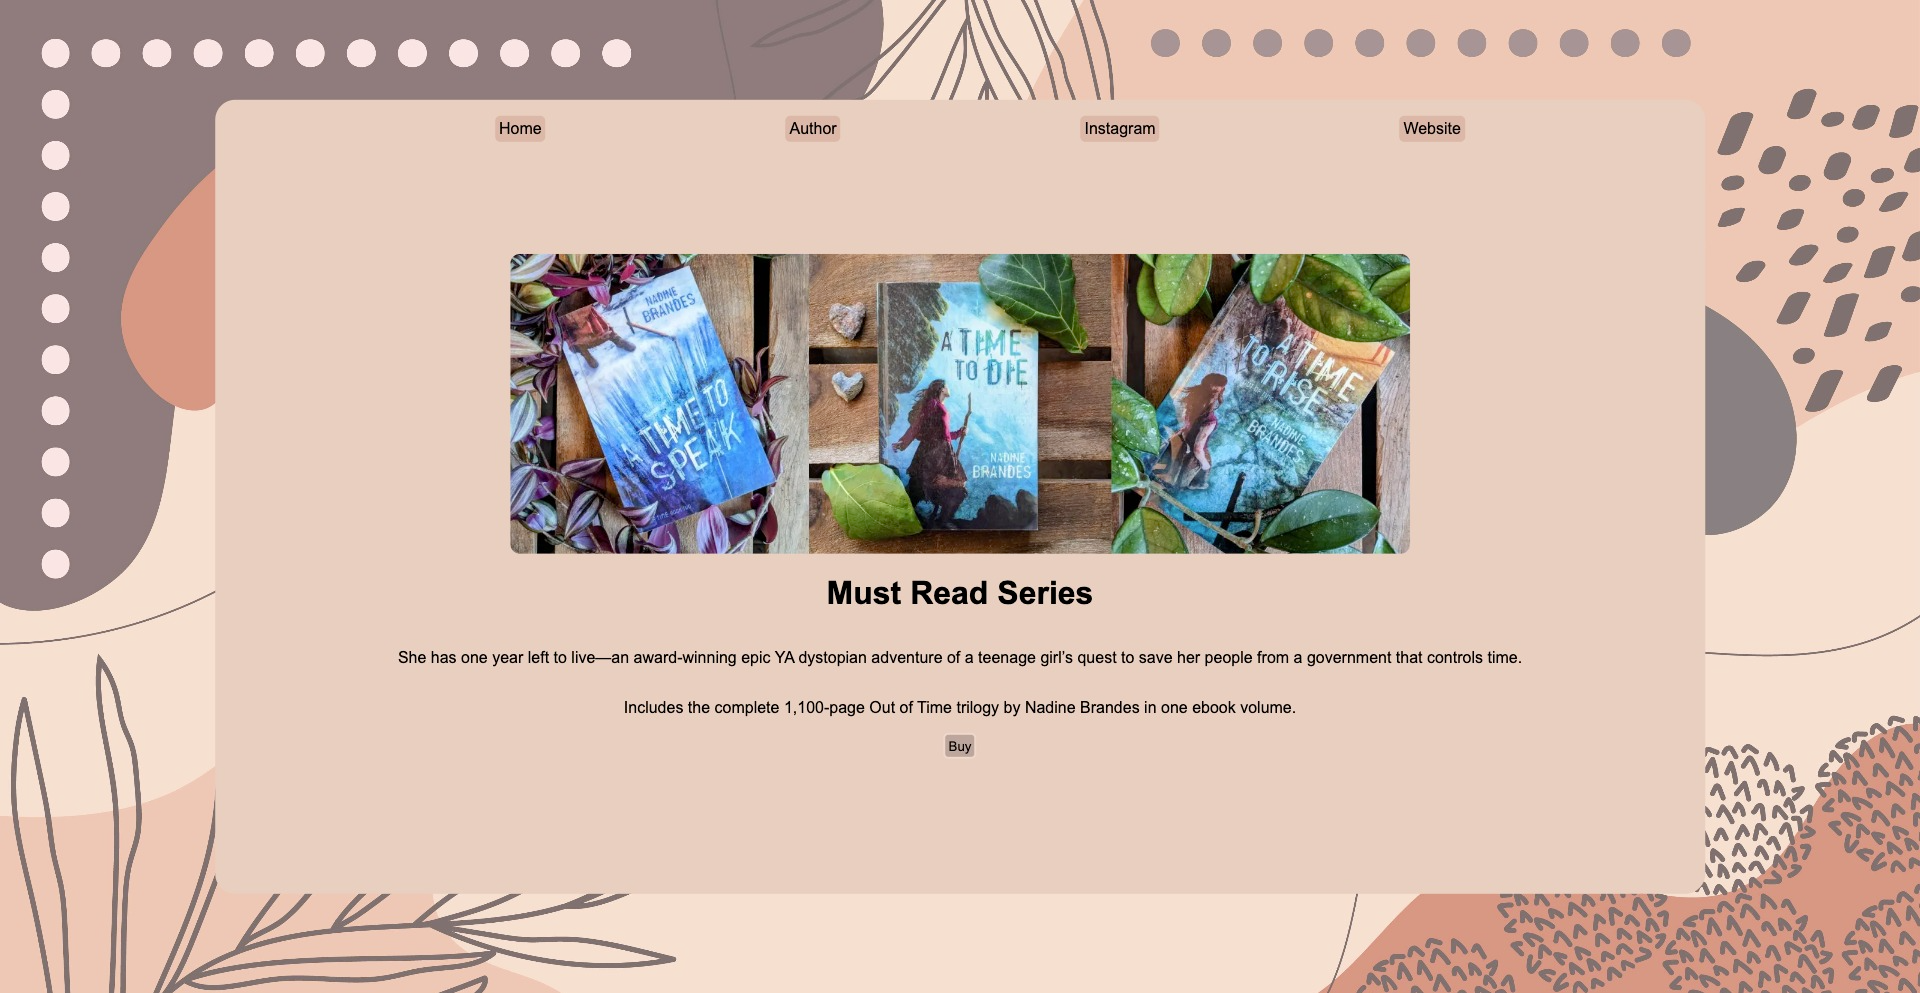 Home
Author
Instagram
Website
NADINE
BRANDES
A TIME TO
SPEAK
A TIME
TO DIE
NADINE
BRANDES
A TIME
TO RISE
NADINE
BRANDES
Must Read Series
She has one year left to live—an award-winning epic YA dystopian adventure of a teenage girl’s quest to save her people from a government that controls time.
Includes the complete 1,100-page Out of Time trilogy by Nadine Brandes in one ebook volume.
Buy